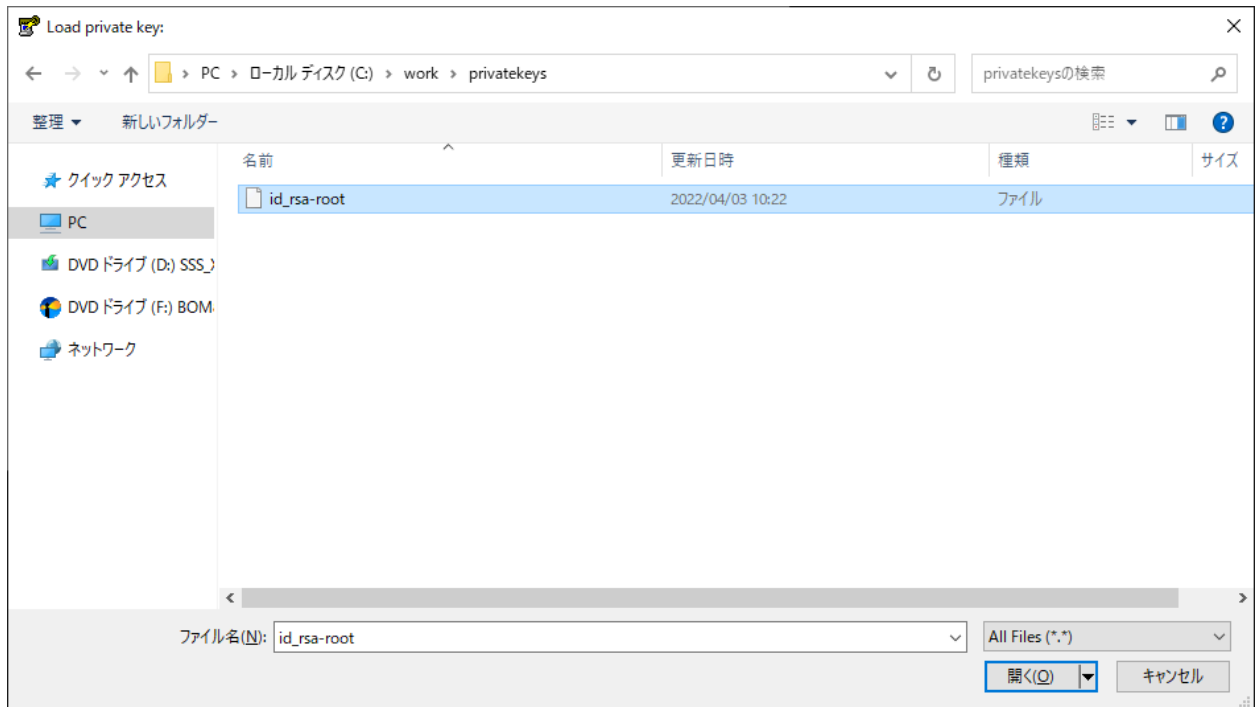 Load private key:
PC > ローカル ディスク (C:) > work > privatekeys
privatekeysの検索
整理 新しいフォルダー
名前 更新日時 種類 サイズ
クイック アクセス
id_rsa-root 2022/04/03 10:22 ファイル
PC
DVD ドライブ (D:) SSS_
DVD ドライブ (F:) BOM
ネットワーク
ファイル名(N): id_rsa-root All Files (*.*)
開く(O) キャンセル